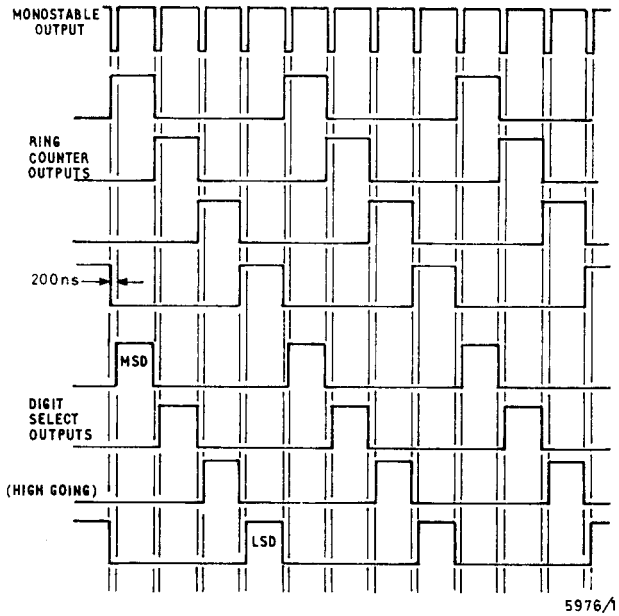 MONOSTABLE
OUTPUT
RING
COUNTER
OUTPUTS
200ns
MSD
DIGIT
SELECT
OUTPUTS
(HIGH GOING)
LSD
5976/1